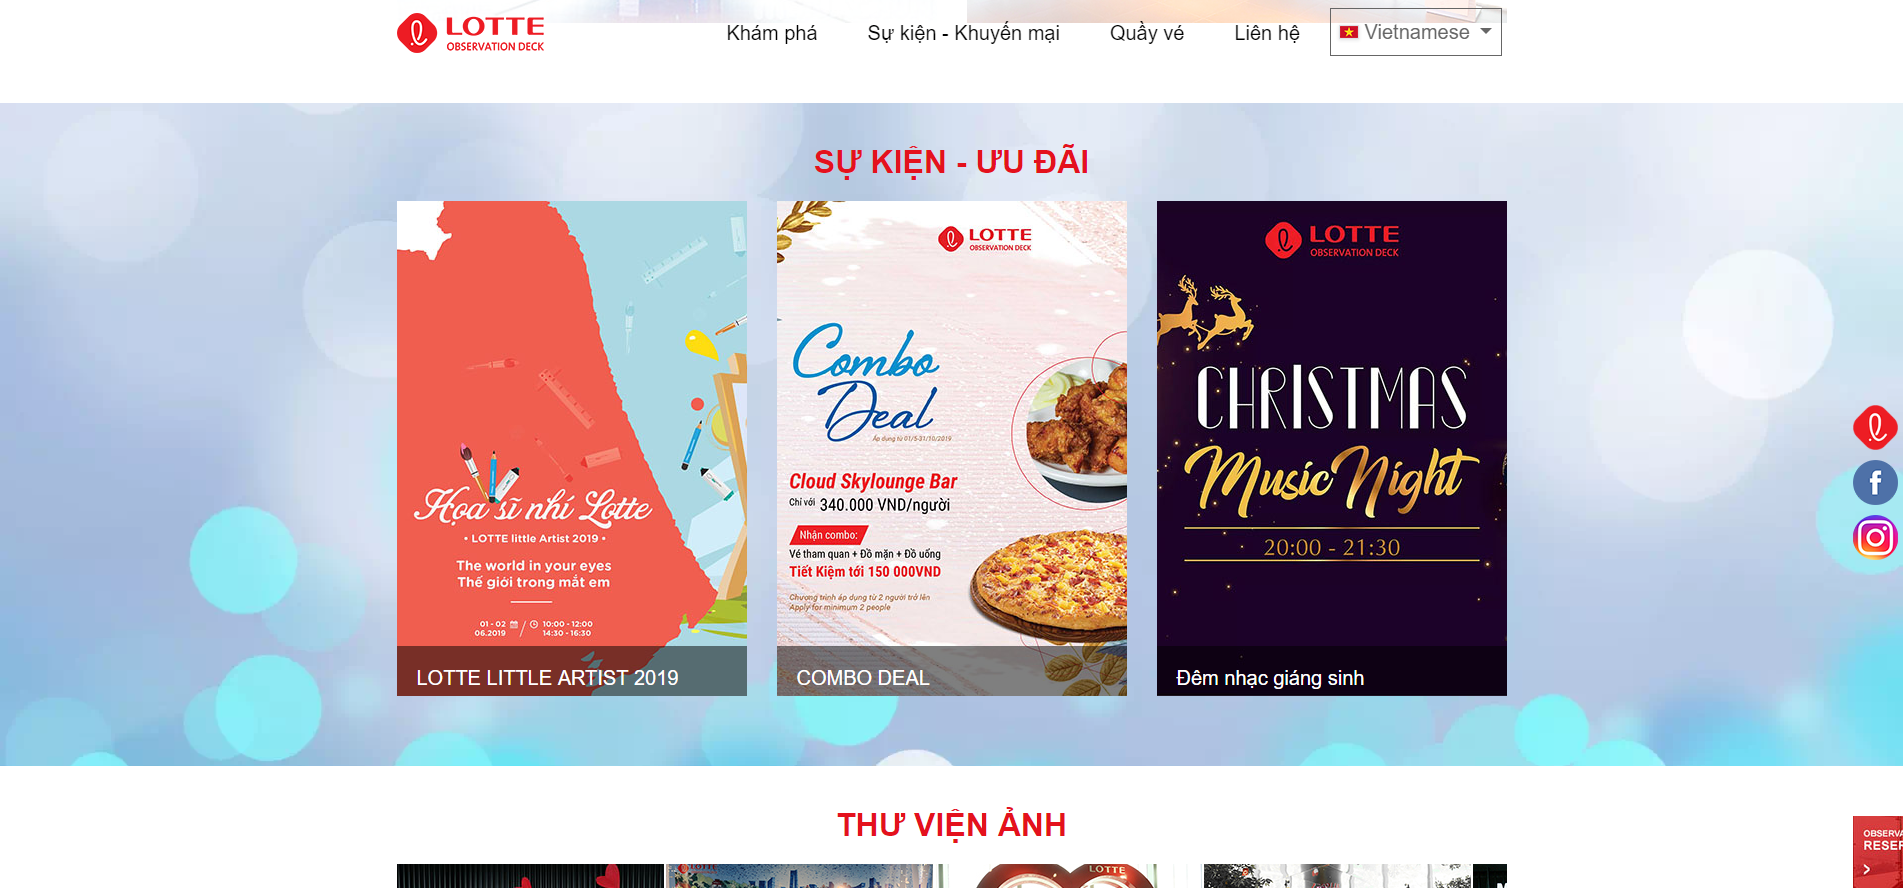 LOTTE
OBSERVATION DECK
Khám phá
Sự kiện - Khuyến mại
Quầy vé
Liên hệ
Vietnamese
SỰ KIỆN - ƯU ĐÃI
Họa sĩ nhí Lotte
• LOTTE little Artist 2019 •
The world in your eyes
Thế giới trong mắt em
01 - 02
06.2019
10:00 - 12:00
14:30 - 16:30
LOTTE LITTLE ARTIST 2019
LOTTE
OBSERVATION DECK
Combo
Deal
Áp dụng từ 01/5-31/10/2019
Cloud Skylounge Bar
Chỉ với 340.000 VND/người
Nhận combo:
Vé tham quan + Đồ mặn + Đồ uống
Tiết Kiệm tới 150 000VND
Chương trình áp dụng từ 2 người trở lên
Apply for minimum 2 people
COMBO DEAL
LOTTE
OBSERVATION DECK
CHRISTMAS
Music Night
20:00 - 21:30
Đêm nhạc giáng sinh
THƯ VIỆN ẢNH
LOTTE
LOTTE
OBSERVA
RESER